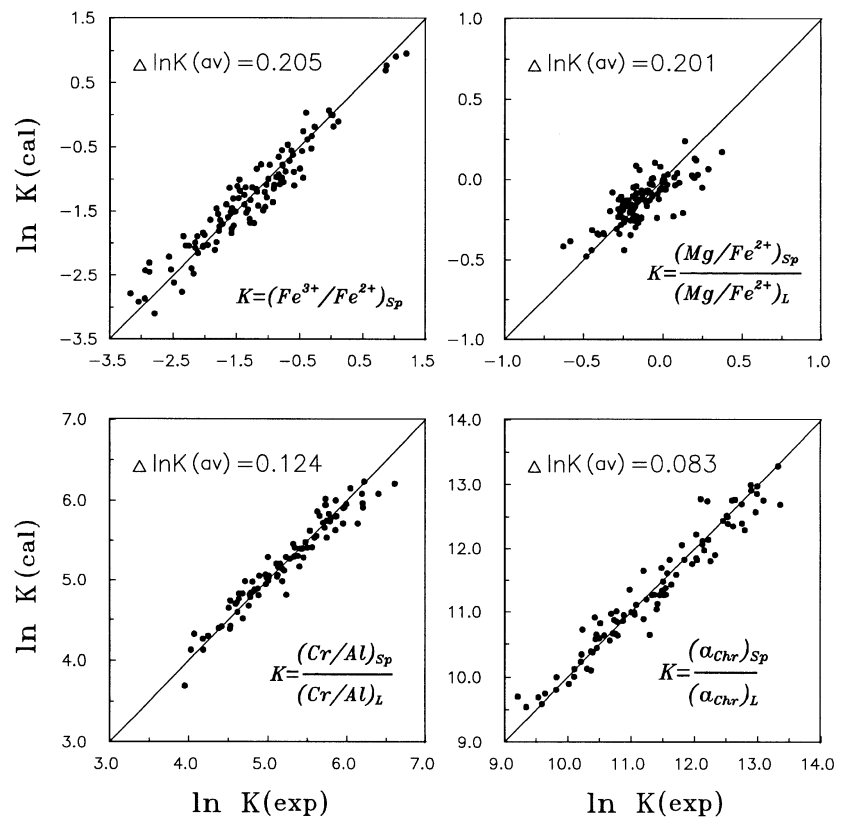 1.5
0.5
−0.5
−1.5
−2.5
−3.5
−3.5 −2.5 −1.5 −0.5 0.5 1.5
△ lnK(av)=0.205
K=(Fe³⁺/Fe²⁺)Sp
ln K(cal)
1.0
0.5
0.0
−0.5
−1.0
−1.0 −0.5 0.0 0.5 1.0
△ lnK(av)=0.201
K= (Mg/Fe²⁺)Sp
(Mg/Fe²⁺)L
7.0
6.0
5.0
4.0
3.0
3.0 4.0 5.0 6.0 7.0
△ lnK(av)=0.124
K= (Cr/Al)Sp
(Cr/Al)L
ln K(cal)
ln K(exp)
14.0
13.0
12.0
11.0
10.0
9.0
9.0 10.0 11.0 12.0 13.0 14.0
△ lnK(av)=0.083
K= (aChr)Sp
(aChr)L
ln K(exp)